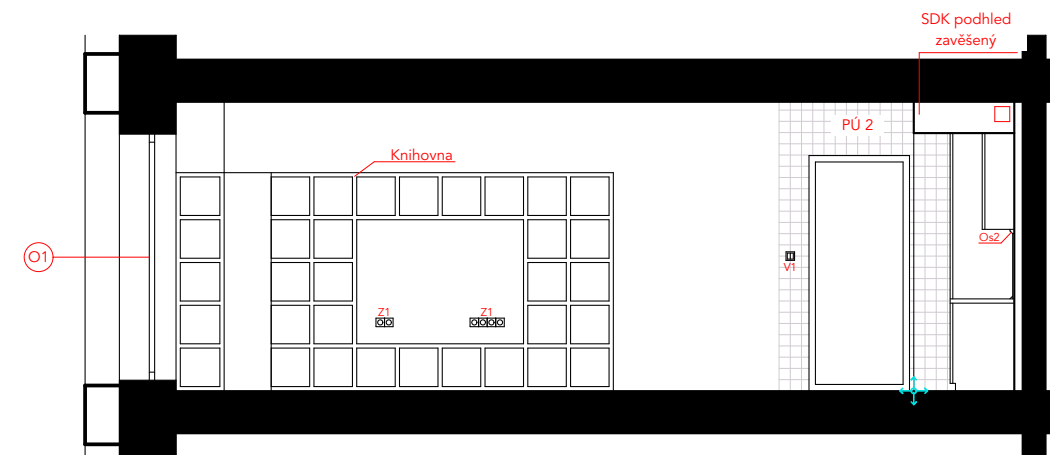 SDK podhled
zavěšený
PÚ 2
Knihovna
Os2
O1
V1
Z1
Z1